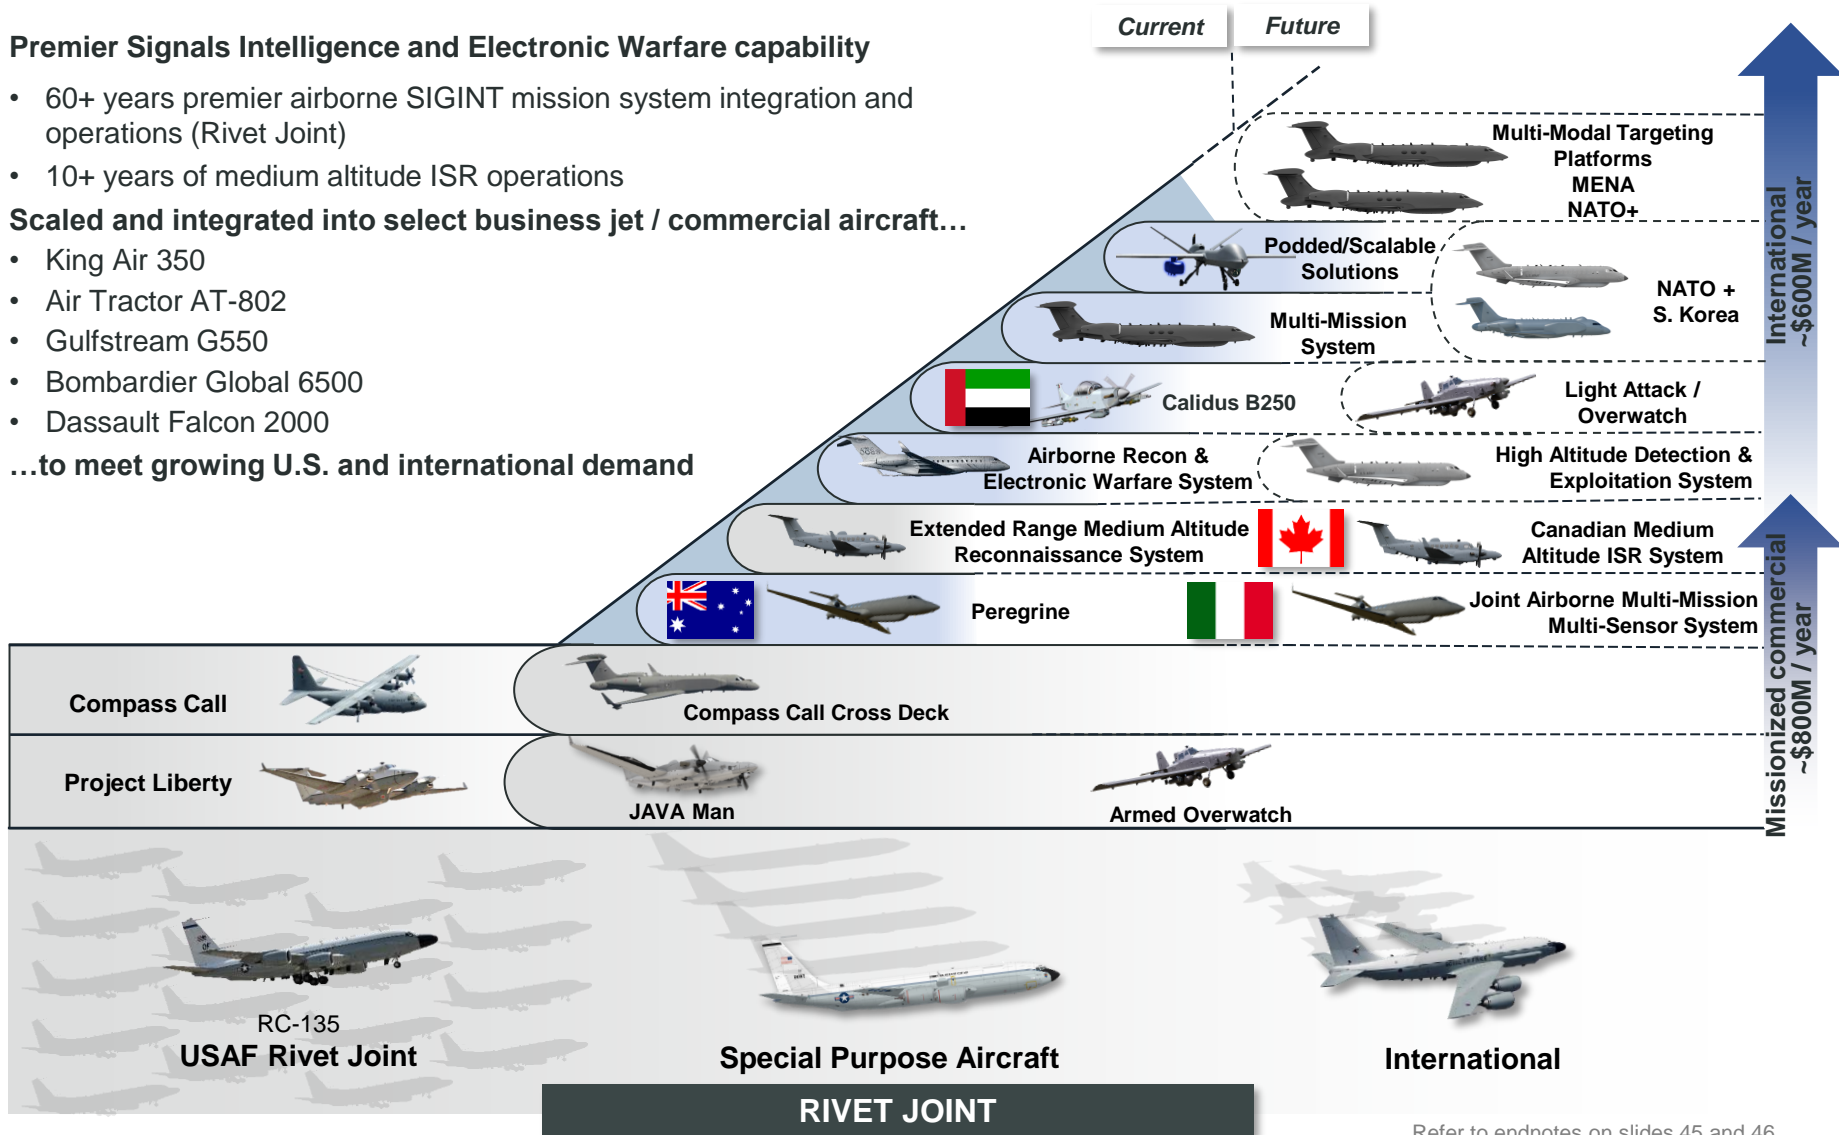 Current
Future
Premier Signals Intelligence and Electronic Warfare capability
• 60+ years premier airborne SIGINT mission system integration and
operations (Rivet Joint)
• 10+ years of medium altitude ISR operations
Scaled and integrated into select business jet / commercial aircraft…
• King Air 350
• Air Tractor AT-802
• Gulfstream G550
• Bombardier Global 6500
• Dassault Falcon 2000
…to meet growing U.S. and international demand
Multi-Modal Targeting
Platforms
MENA
NATO+
Podded/Scalable
Solutions
NATO +
S. Korea
Multi-Mission
System
Calidus B250
Light Attack /
Overwatch
Airborne Recon &
Electronic Warfare System
High Altitude Detection &
Exploitation System
Extended Range Medium Altitude
Reconnaissance System
Canadian Medium
Altitude ISR System
Peregrine
Joint Airborne Multi-Mission
Multi-Sensor System
International
~$600M / year
Missionized commercial
~$800M / year
Compass Call
Compass Call Cross Deck
Project Liberty
JAVA Man
Armed Overwatch
RC-135
USAF Rivet Joint
Special Purpose Aircraft
International
RIVET JOINT
Refer to endnotes on slides 45 and 46